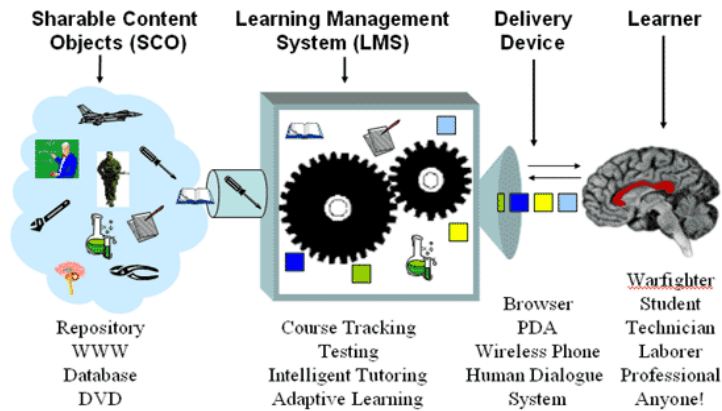 Sharable Content
Objects (SCO)
Learning Management
System (LMS)
Delivery
Device
Learner
Repository
WWW
Database
DVD
Course Tracking
Testing
Intelligent Tutoring
Adaptive Learning
Browser
PDA
Wireless Phone
Human Dialogue
System
Warfighter
Student
Technician
Laborer
Professional
Anyone!